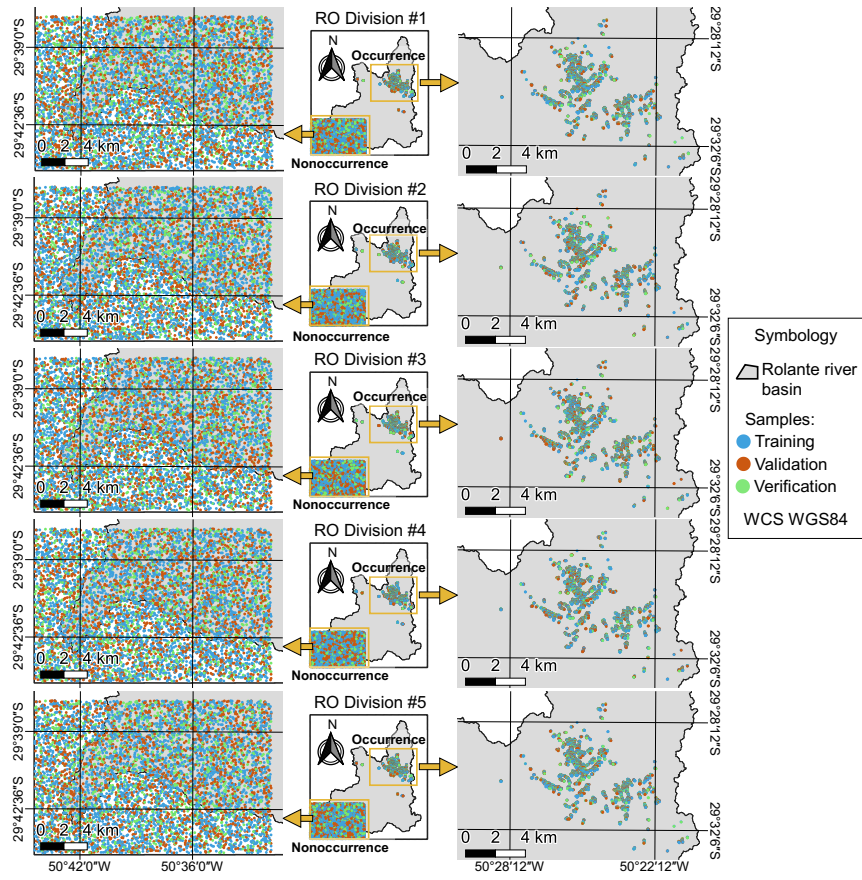 RO Division #1
N
Occurrence
Nonoccurrence
29°39′0″S
29°42′36″S
0 2 4 km
0 2 4 km
29°28′12″S
29°32′6″S
RO Division #2
N
Occurrence
Nonoccurrence
29°39′0″S
29°42′36″S
0 2 4 km
0 2 4 km
29°28′12″S
29°32′6″S
RO Division #3
N
Occurrence
Nonoccurrence
29°39′0″S
29°42′36″S
0 2 4 km
0 2 4 km
29°28′12″S
29°32′6″S
RO Division #4
N
Occurrence
Nonoccurrence
29°39′0″S
29°42′36″S
0 2 4 km
0 2 4 km
29°28′12″S
29°32′6″S
RO Division #5
N
Occurrence
Nonoccurrence
29°39′0″S
29°42′36″S
0 2 4 km
0 2 4 km
29°28′12″S
29°32′6″S
50°42′0″W
50°36′0″W
50°28′12″W
50°22′12″W
Symbology
Rolante river
basin
Samples:
Training
Validation
Verification
WCS WGS84